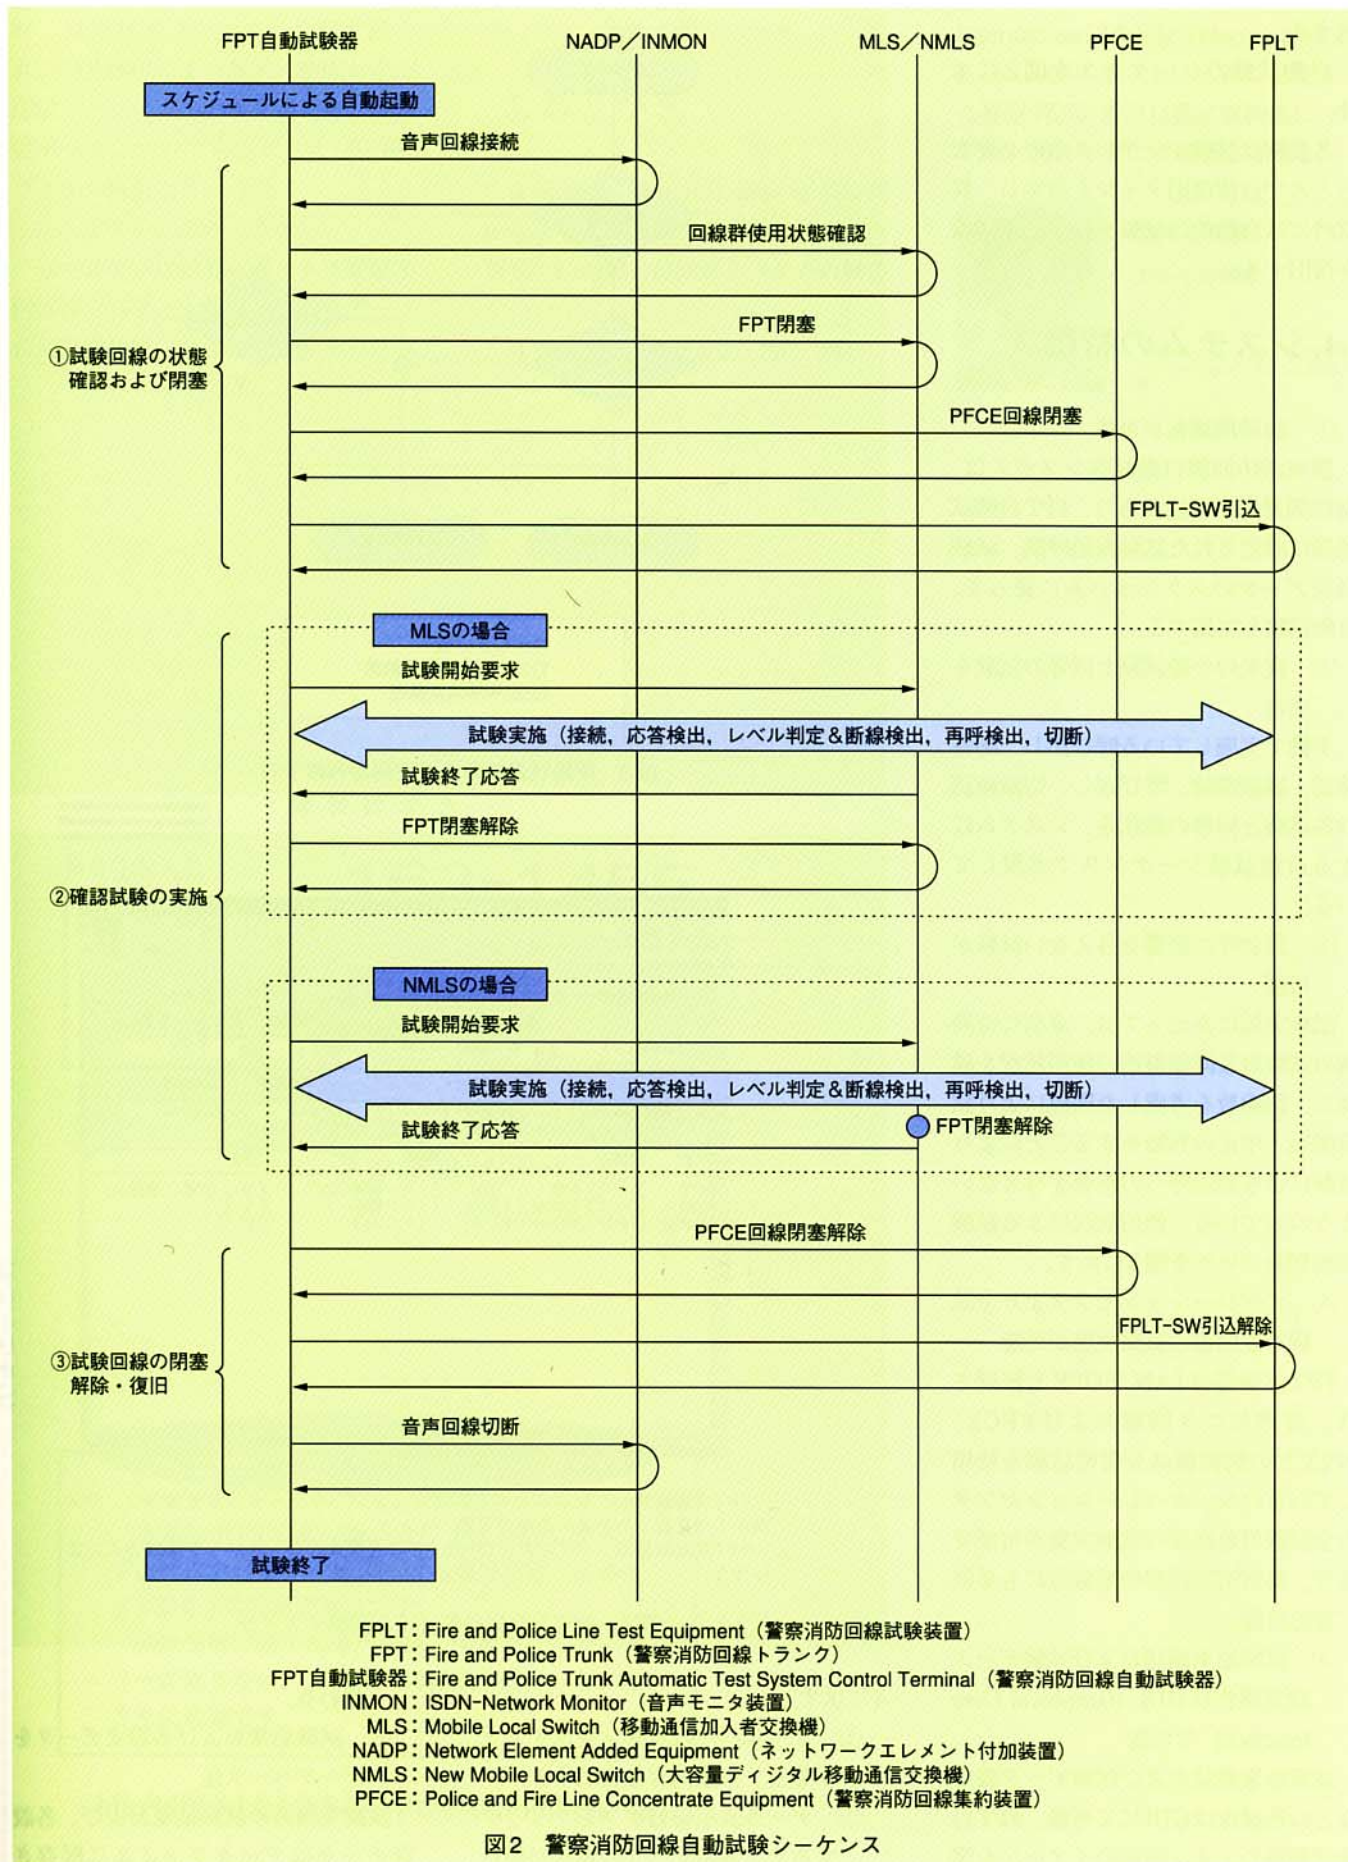 FPT自動試験器
NADP／INMON
MLS／NMLS
PFCE
FPLT
スケジュールによる自動起動
音声回線接続
回線群使用状態確認
FPT閉塞
①試験回線の状態
確認および閉塞
PFCE回線閉塞
FPLT-SW引込
MLSの場合
試験開始要求
試験実施（接続，応答検出，レベル判定＆断線検出，再呼検出，切断）
試験終了応答
FPT閉塞解除
②確認試験の実施
NMLSの場合
試験開始要求
試験実施（接続，応答検出，レベル判定＆断線検出，再呼検出，切断）
FPT閉塞解除
試験終了応答
PFCE回線閉塞解除
FPLT-SW引込解除
③試験回線の閉塞
解除・復旧
音声回線切断
試験終了
FPLT：Fire and Police Line Test Equipment（警察消防回線試験装置）
FPT：Fire and Police Trunk（警察消防回線トランク）
FPT自動試験器：Fire and Police Trunk Automatic Test System Control Terminal（警察消防回線自動試験器）
INMON：ISDN-Network Monitor（音声モニタ装置）
MLS：Mobile Local Switch（移動通信加入者交換機）
NADP：Network Element Added Equipment（ネットワークエレメント付加装置）
NMLS：New Mobile Local Switch（大容量ディジタル移動通信交換機）
PFCE：Police and Fire Line Concentrate Equipment（警察消防回線集約装置）
図2　警察消防回線自動試験シーケンス